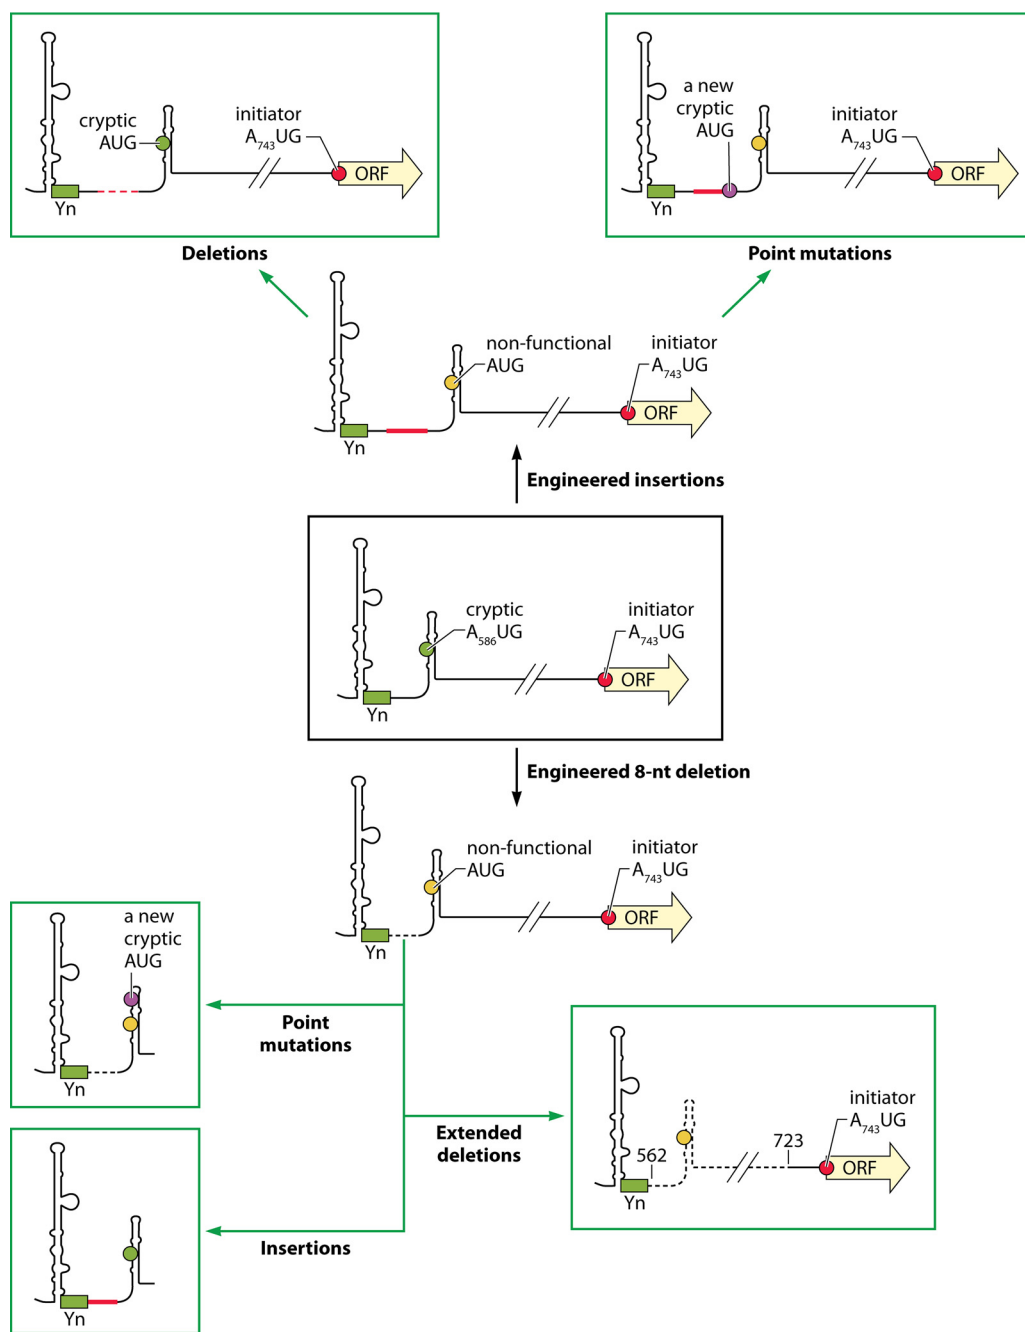 cryptic
AUG
initiator
A₇₄₃UG
ORF
Yn
Deletions
a new
cryptic
AUG
initiator
A₇₄₃UG
ORF
Yn
Point mutations
non-functional
AUG
initiator
A₇₄₃UG
ORF
Yn
Engineered insertions
cryptic
A₅₈₆UG
initiator
A₇₄₃UG
ORF
Yn
Engineered 8-nt deletion
non-functional
AUG
initiator
A₇₄₃UG
ORF
Yn
a new
cryptic
AUG
Yn
Point
mutations
Extended
deletions
562
723
initiator
A₇₄₃UG
ORF
Yn
Insertions
Yn